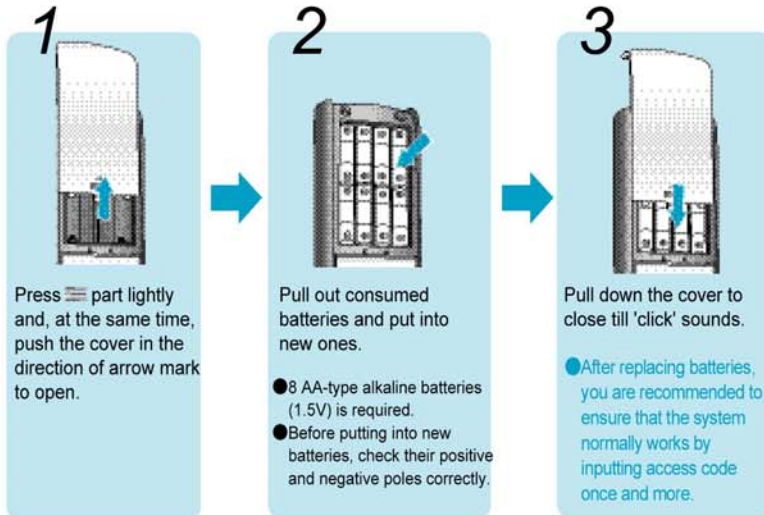 1
Press part lightly
and, at the same time,
push the cover in the
direction of arrow mark
to open.
2
Pull out consumed
batteries and put into
new ones.
●8 AA-type alkaline batteries
(1.5V) is required.
●Before putting into new
batteries, check their positive
and negative poles correctly.
3
Pull down the cover to
close till 'click' sounds.
●After replacing batteries,
you are recommended to
ensure that the system
normally works by
inputting access code
once and more.